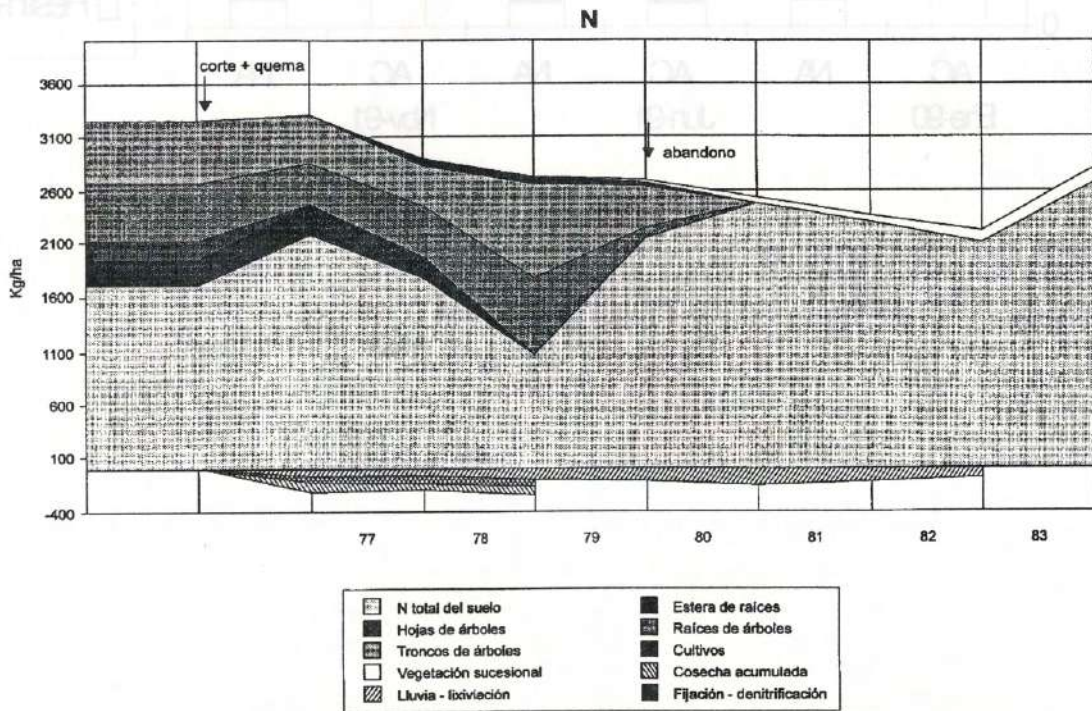 N
corte + quema
abandono
Kg/ha
3600
3100
2600
2100
1600
1100
600
100
-400
77 78 79 80 81 82 83
N total del suelo
Hojas de árboles
Troncos de árboles
Vegetación sucesional
Lluvia - lixiviación
Estera de raíces
Raíces de árboles
Cultivos
Cosecha acumulada
Fijación - denitrificación